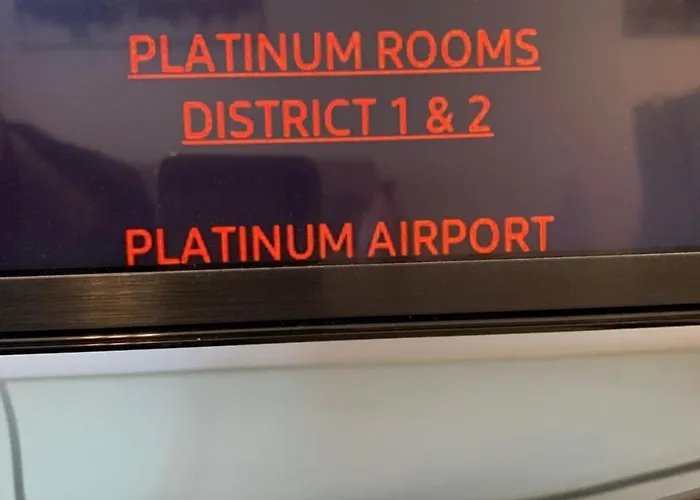 PLATINUM ROOMS
DISTRICT 1 & 2
PLATINUM AIRPORT